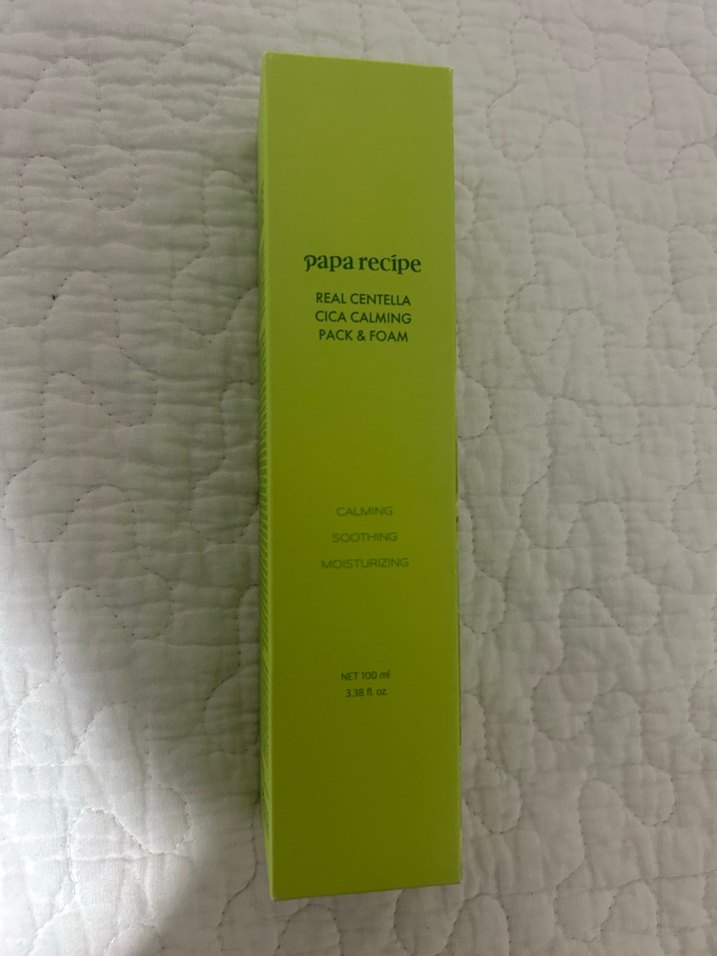 papa recipe
REAL CENTELLA
CICA CALMING
PACK & FOAM
CALMING
SOOTHING
MOISTURIZING
NET 100 ml
3.38 fl. oz.